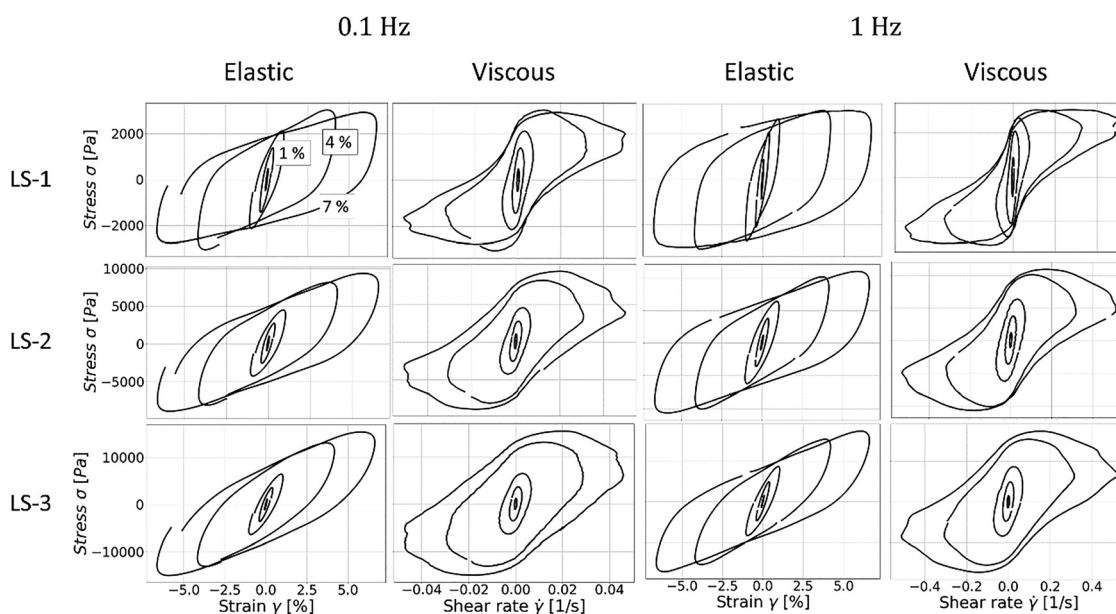 0.1 Hz 1 Hz
Elastic Viscous Elastic Viscous
LS-1
Stress σ [Pa]
2000
0
−2000
1 %
4 %
7 %
LS-2
Stress σ [Pa]
10000
5000
0
−5000
LS-3
Stress σ [Pa]
10000
0
−10000
−5.0 −2.5 0.0 2.5 5.0
Strain γ [%]
−0.04 −0.02 0.00 0.02 0.04
Shear rate γ̇ [1/s]
−5.0 −2.5 0.0 2.5 5.0
Strain γ [%]
−0.4 −0.2 0.0 0.2 0.4
Shear rate γ̇ [1/s]